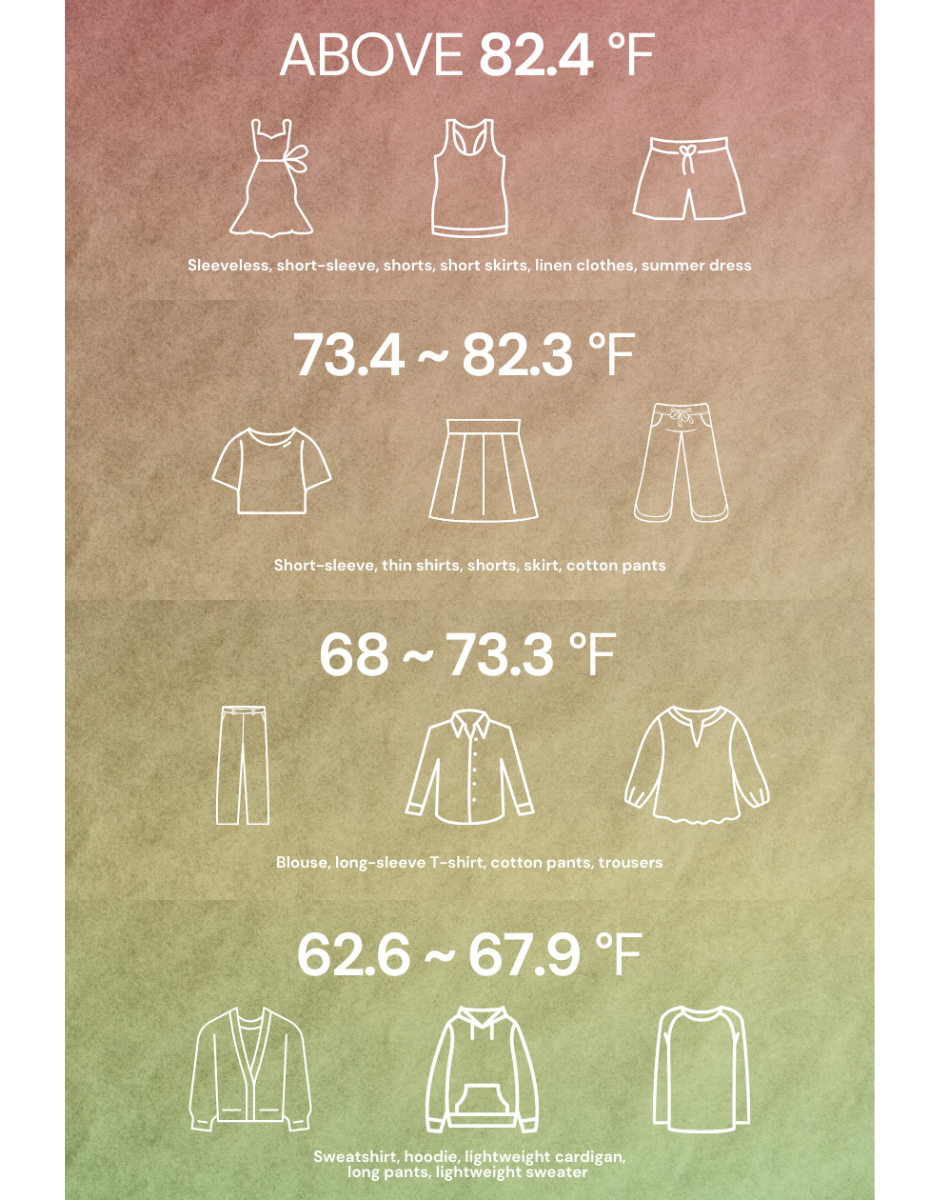 ABOVE 82.4 °F
Sleeveless, short-sleeve, shorts, short skirts, linen clothes, summer dress
73.4 ~ 82.3 °F
Short-sleeve, thin shirts, shorts, skirt, cotton pants
68 ~ 73.3 °F
Blouse, long-sleeve T-shirt, cotton pants, trousers
62.6 ~ 67.9 °F
Sweatshirt, hoodie, lightweight cardigan,
long pants, lightweight sweater